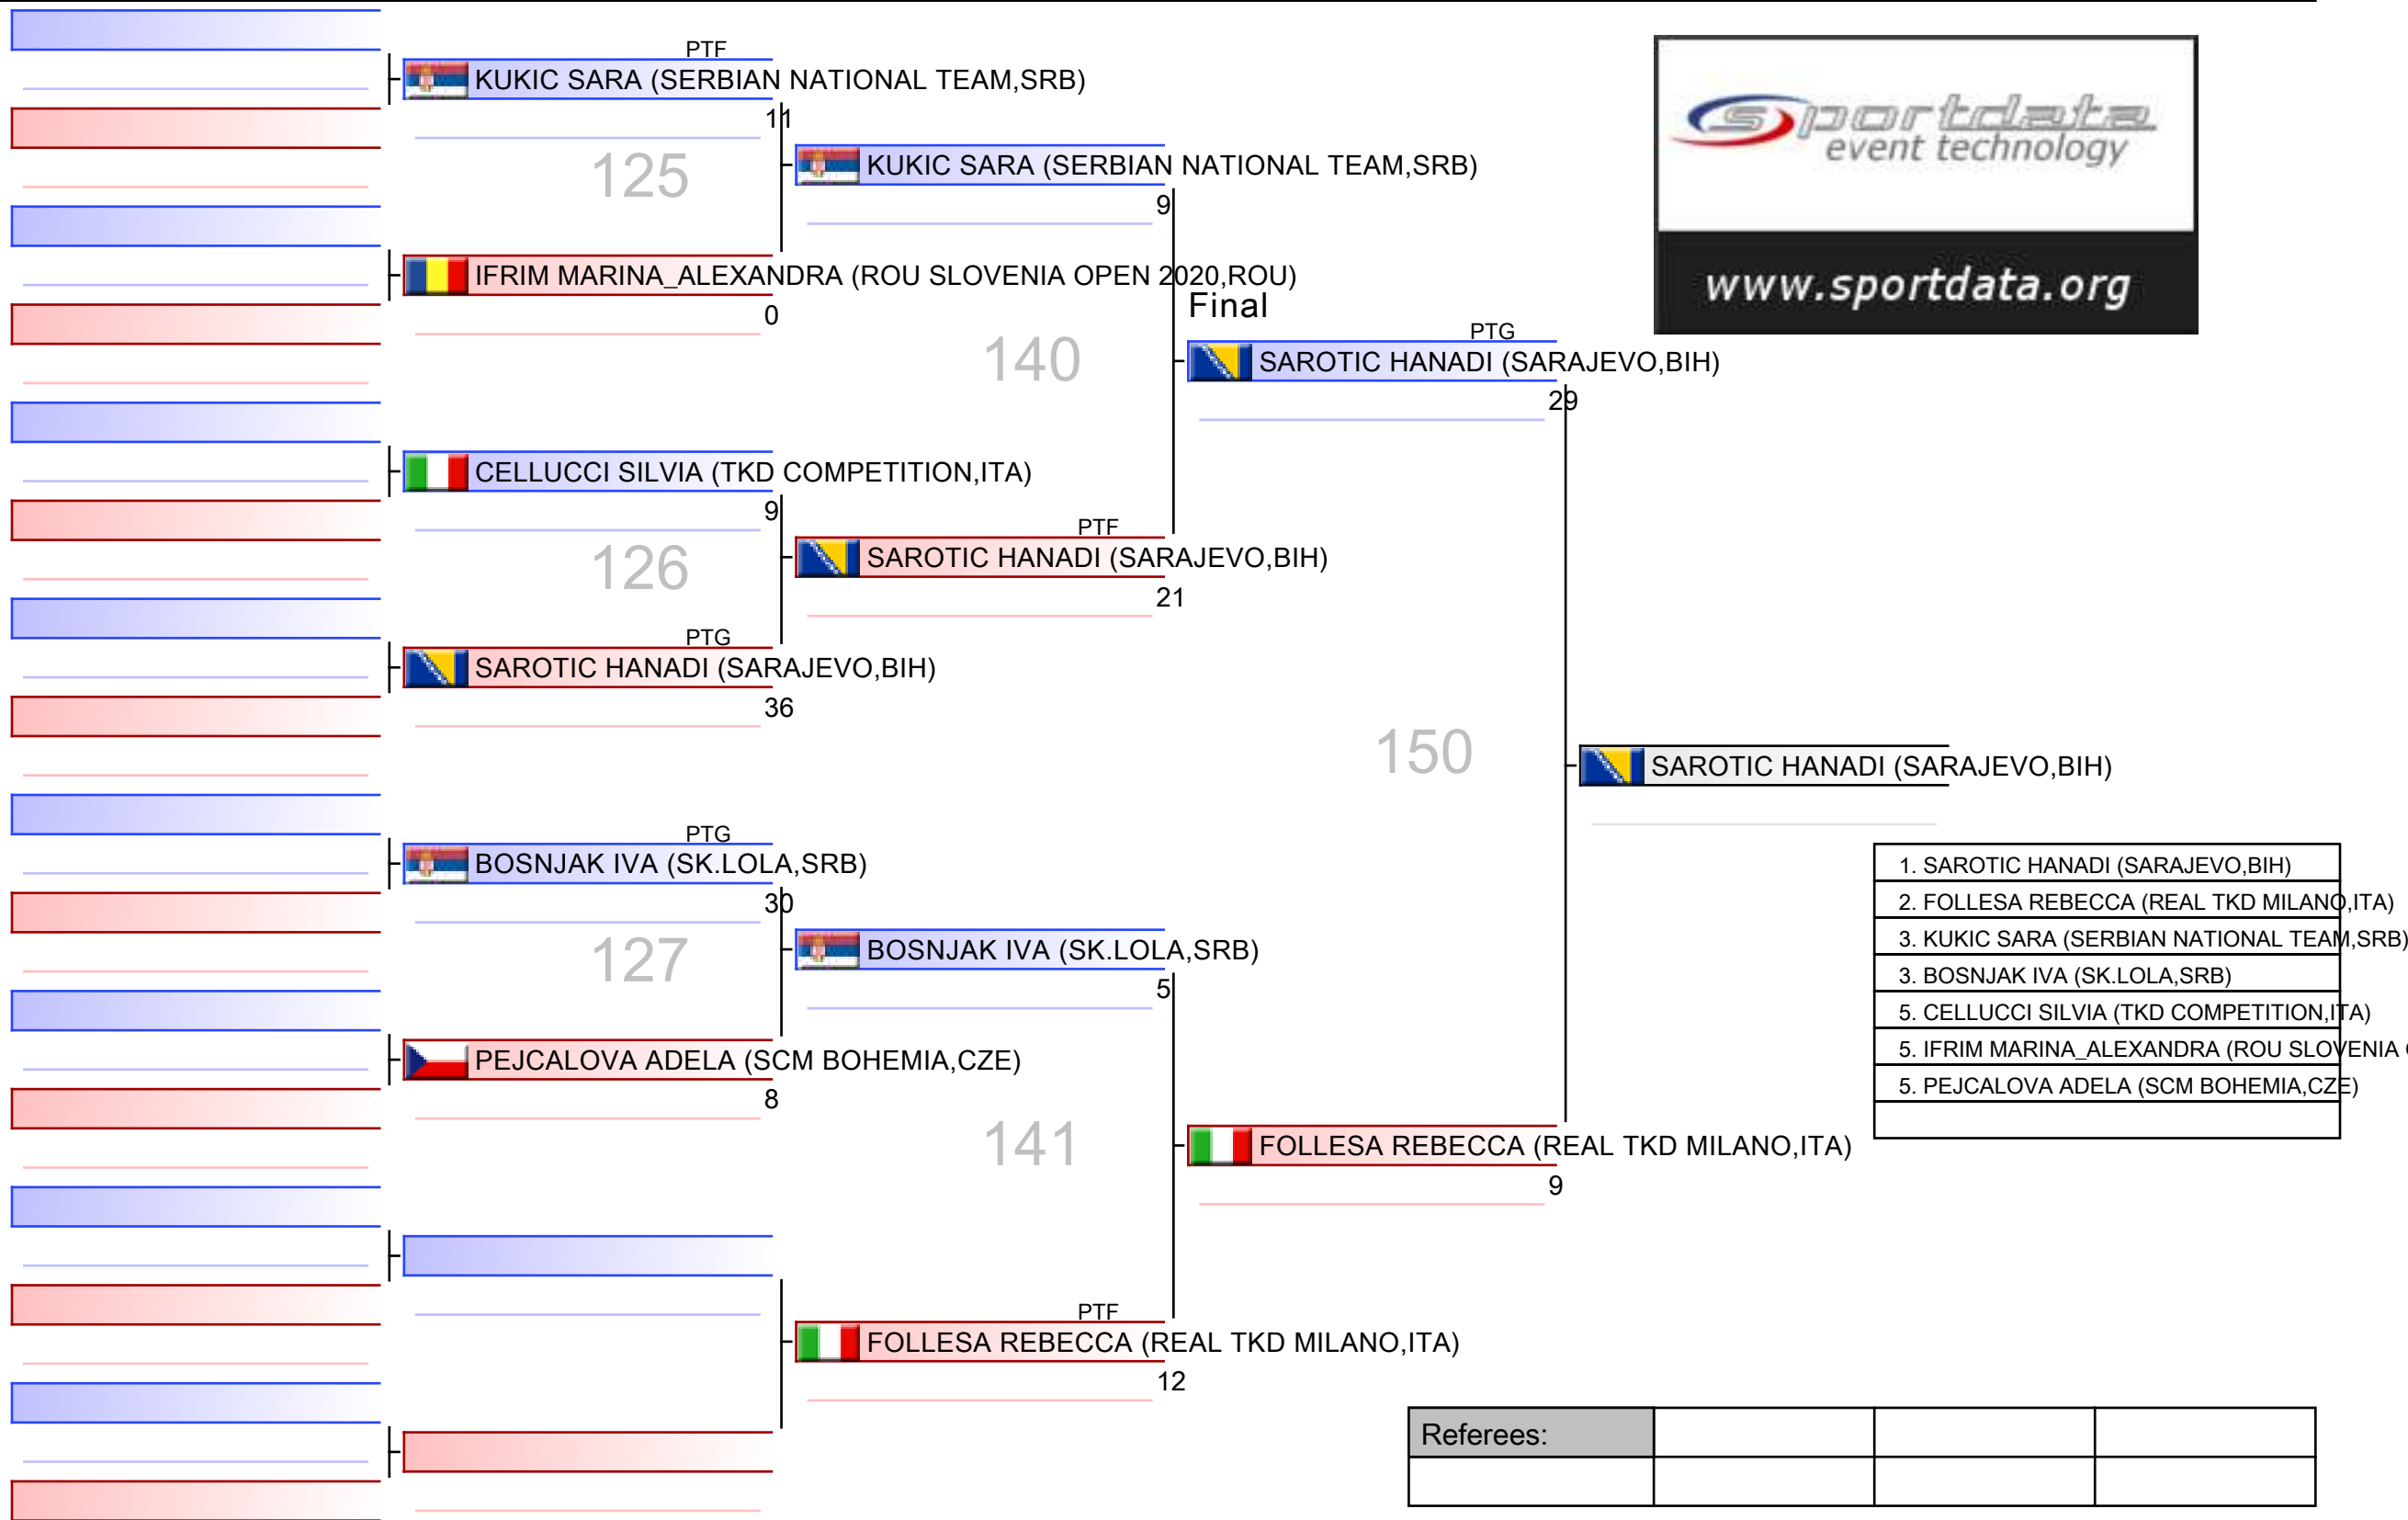 PTF
KUKIC SARA (SERBIAN NATIONAL TEAM,SRB)
11
125
IFRIM MARINA_ALEXANDRA (ROU SLOVENIA OPEN 2020,ROU)
0
CELLUCCI SILVIA (TKD COMPETITION,ITA)
9
126
PTG
SAROTIC HANADI (SARAJEVO,BIH)
36
PTG
BOSNJAK IVA (SK.LOLA,SRB)
30
127
PEJCALOVA ADELA (SCM BOHEMIA,CZE)
8
KUKIC SARA (SERBIAN NATIONAL TEAM,SRB)
9
140
PTF
SAROTIC HANADI (SARAJEVO,BIH)
21
BOSNJAK IVA (SK.LOLA,SRB)
5
141
PTF
FOLLESA REBECCA (REAL TKD MILANO,ITA)
12
Final
PTG
SAROTIC HANADI (SARAJEVO,BIH)
29
150
FOLLESA REBECCA (REAL TKD MILANO,ITA)
9
SAROTIC HANADI (SARAJEVO,BIH)
sportdata
event technology
www.sportdata.org
1. SAROTIC HANADI (SARAJEVO,BIH)
2. FOLLESA REBECCA (REAL TKD MILANO,ITA)
3. KUKIC SARA (SERBIAN NATIONAL TEAM,SRB)
3. BOSNJAK IVA (SK.LOLA,SRB)
5. CELLUCCI SILVIA (TKD COMPETITION,ITA)
5. IFRIM MARINA_ALEXANDRA (ROU SLOVENIA
5. PEJCALOVA ADELA (SCM BOHEMIA,CZE)
Referees: